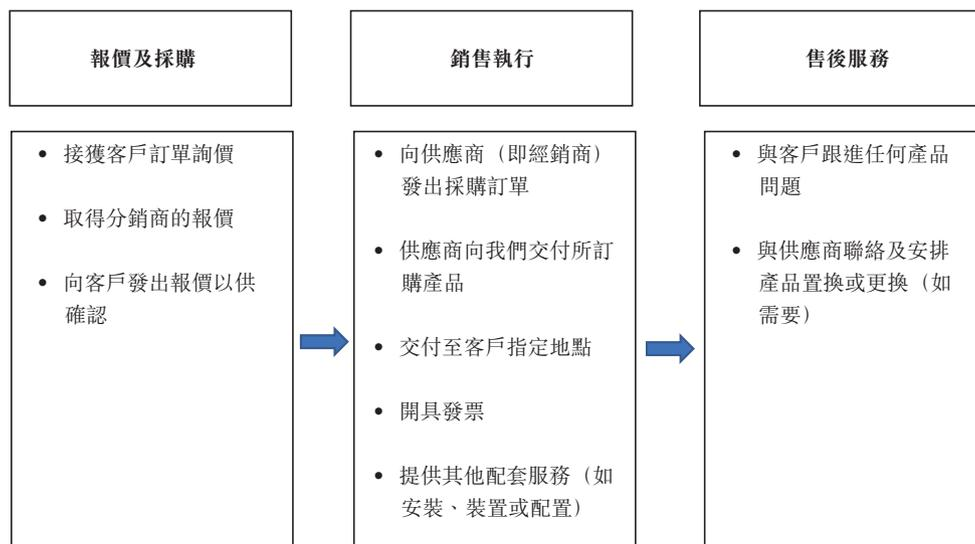 報價及採購
• 接獲客戶訂單詢價
• 取得分銷商的報價
• 向客戶發出報價以供
確認
銷售執行
• 向供應商（即經銷商）
發出採購訂單
• 供應商向我們交付所訂
購產品
• 交付至客戶指定地點
• 開具發票
• 提供其他配套服務（如
安裝、裝置或配置）
售後服務
• 與客戶跟進任何產品
問題
• 與供應商聯絡及安排
產品置換或更換（如
需要）